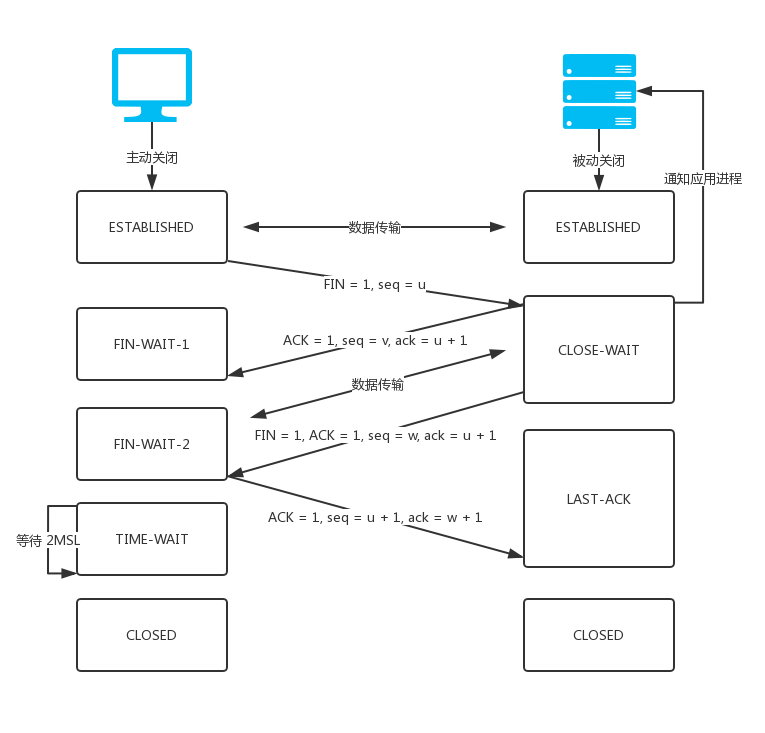 主动关闭
被动关闭
通知应用进程
ESTABLISHED
数据传输
ESTABLISHED
FIN = 1, seq = u
FIN-WAIT-1
ACK = 1, seq = v, ack = u + 1
CLOSE-WAIT
数据传输
FIN-WAIT-2
FIN = 1, ACK = 1, seq = w, ack = u + 1
LAST-ACK
ACK = 1, seq = u + 1, ack = w + 1
等待 2MSL
TIME-WAIT
CLOSED
CLOSED